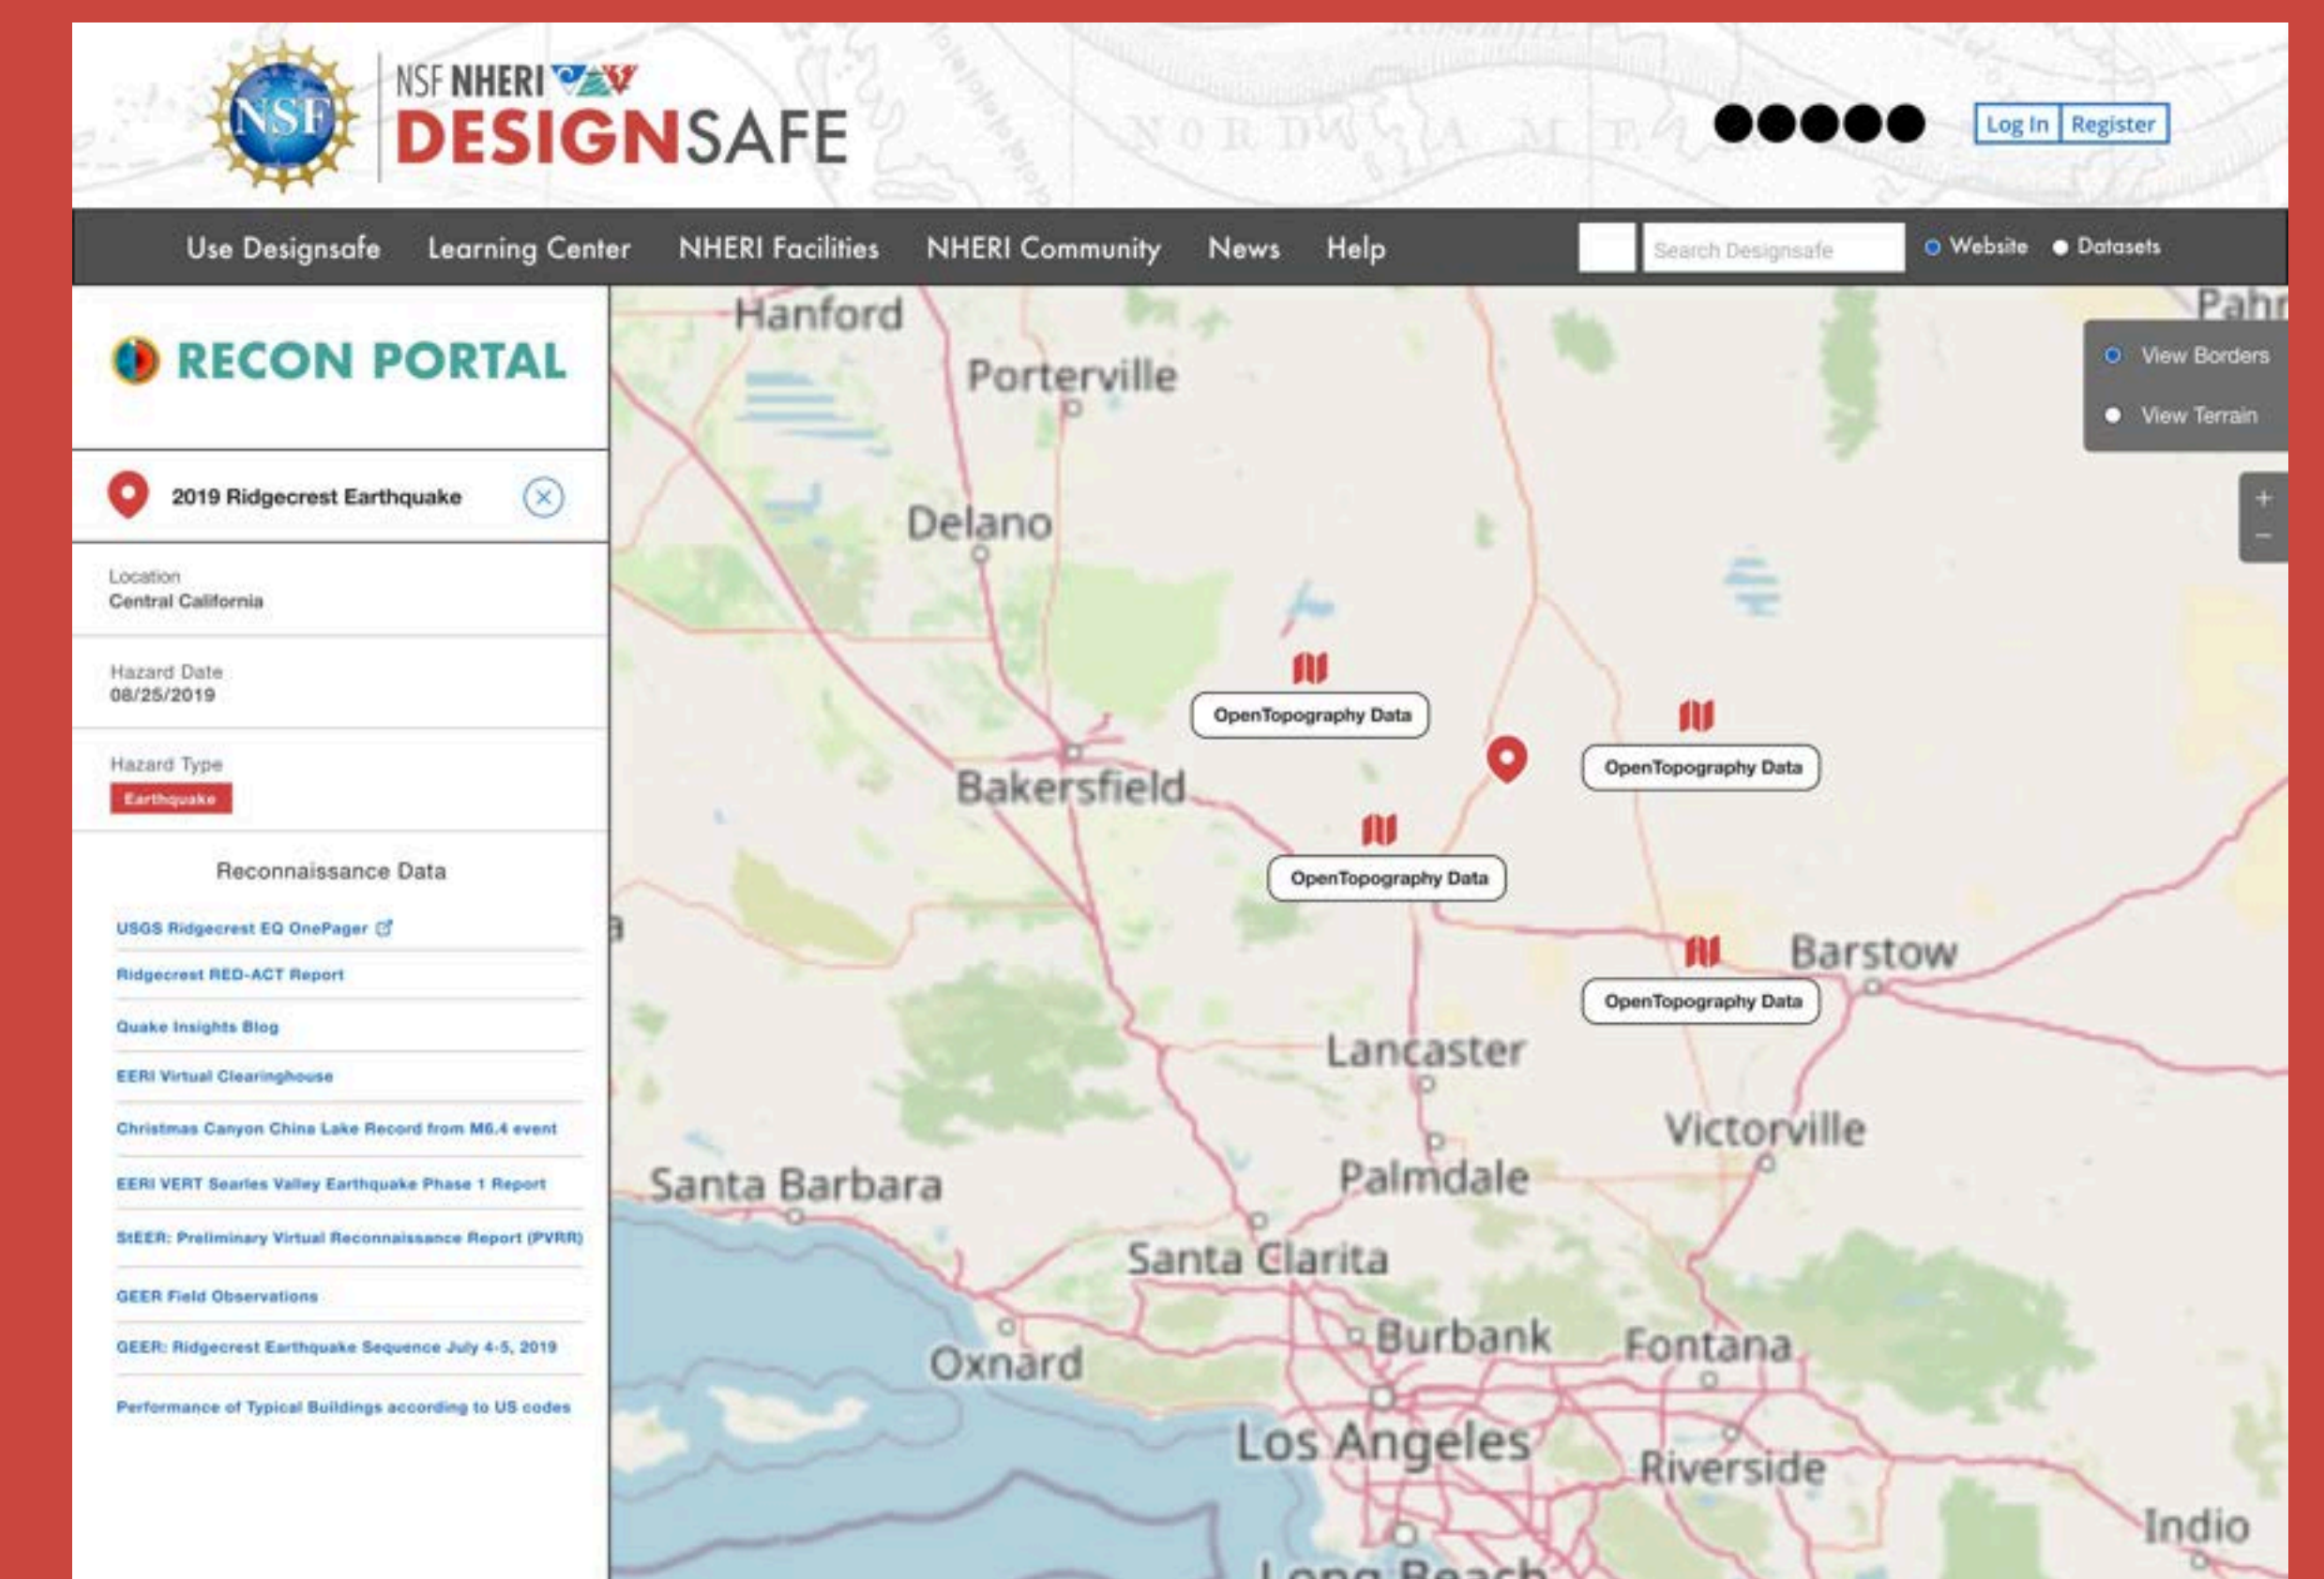 NSF
NSF NHERI
DESIGNSAFE
Log In Register
Use Designsafe Learning Center NHERI Facilities NHERI Community News Help
Search Designsafe
Website Datasets
RECON PORTAL
2019 Ridgecrest Earthquake
Location
Central California
Hazard Date
08/25/2019
Hazard Type
Earthquake
Reconnaissance Data
USGS Ridgecrest EQ OnePager
Ridgecrest RED-ACT Report
Quake Insights Blog
EERI Virtual Clearinghouse
Christmas Canyon China Lake Record from M6.4 event
EERI VERT Searles Valley Earthquake Phase 1 Report
StEER: Preliminary Virtual Reconnaissance Report (PVRR)
GEER Field Observations
GEER: Ridgecrest Earthquake Sequence July 4-5, 2019
Performance of Typical Buildings according to US codes
Hanford
Pahr
View Borders
View Terrain
+
−
Porterville
Delano
OpenTopography Data
OpenTopography Data
Bakersfield
OpenTopography Data
a
Barstow
OpenTopography Data
Lancaster
Victorville
Palmdale
Santa Barbara
Santa Clarita
Burbank
Fontana
Oxnard
Los Angeles
Riverside
Indio
Long Beach